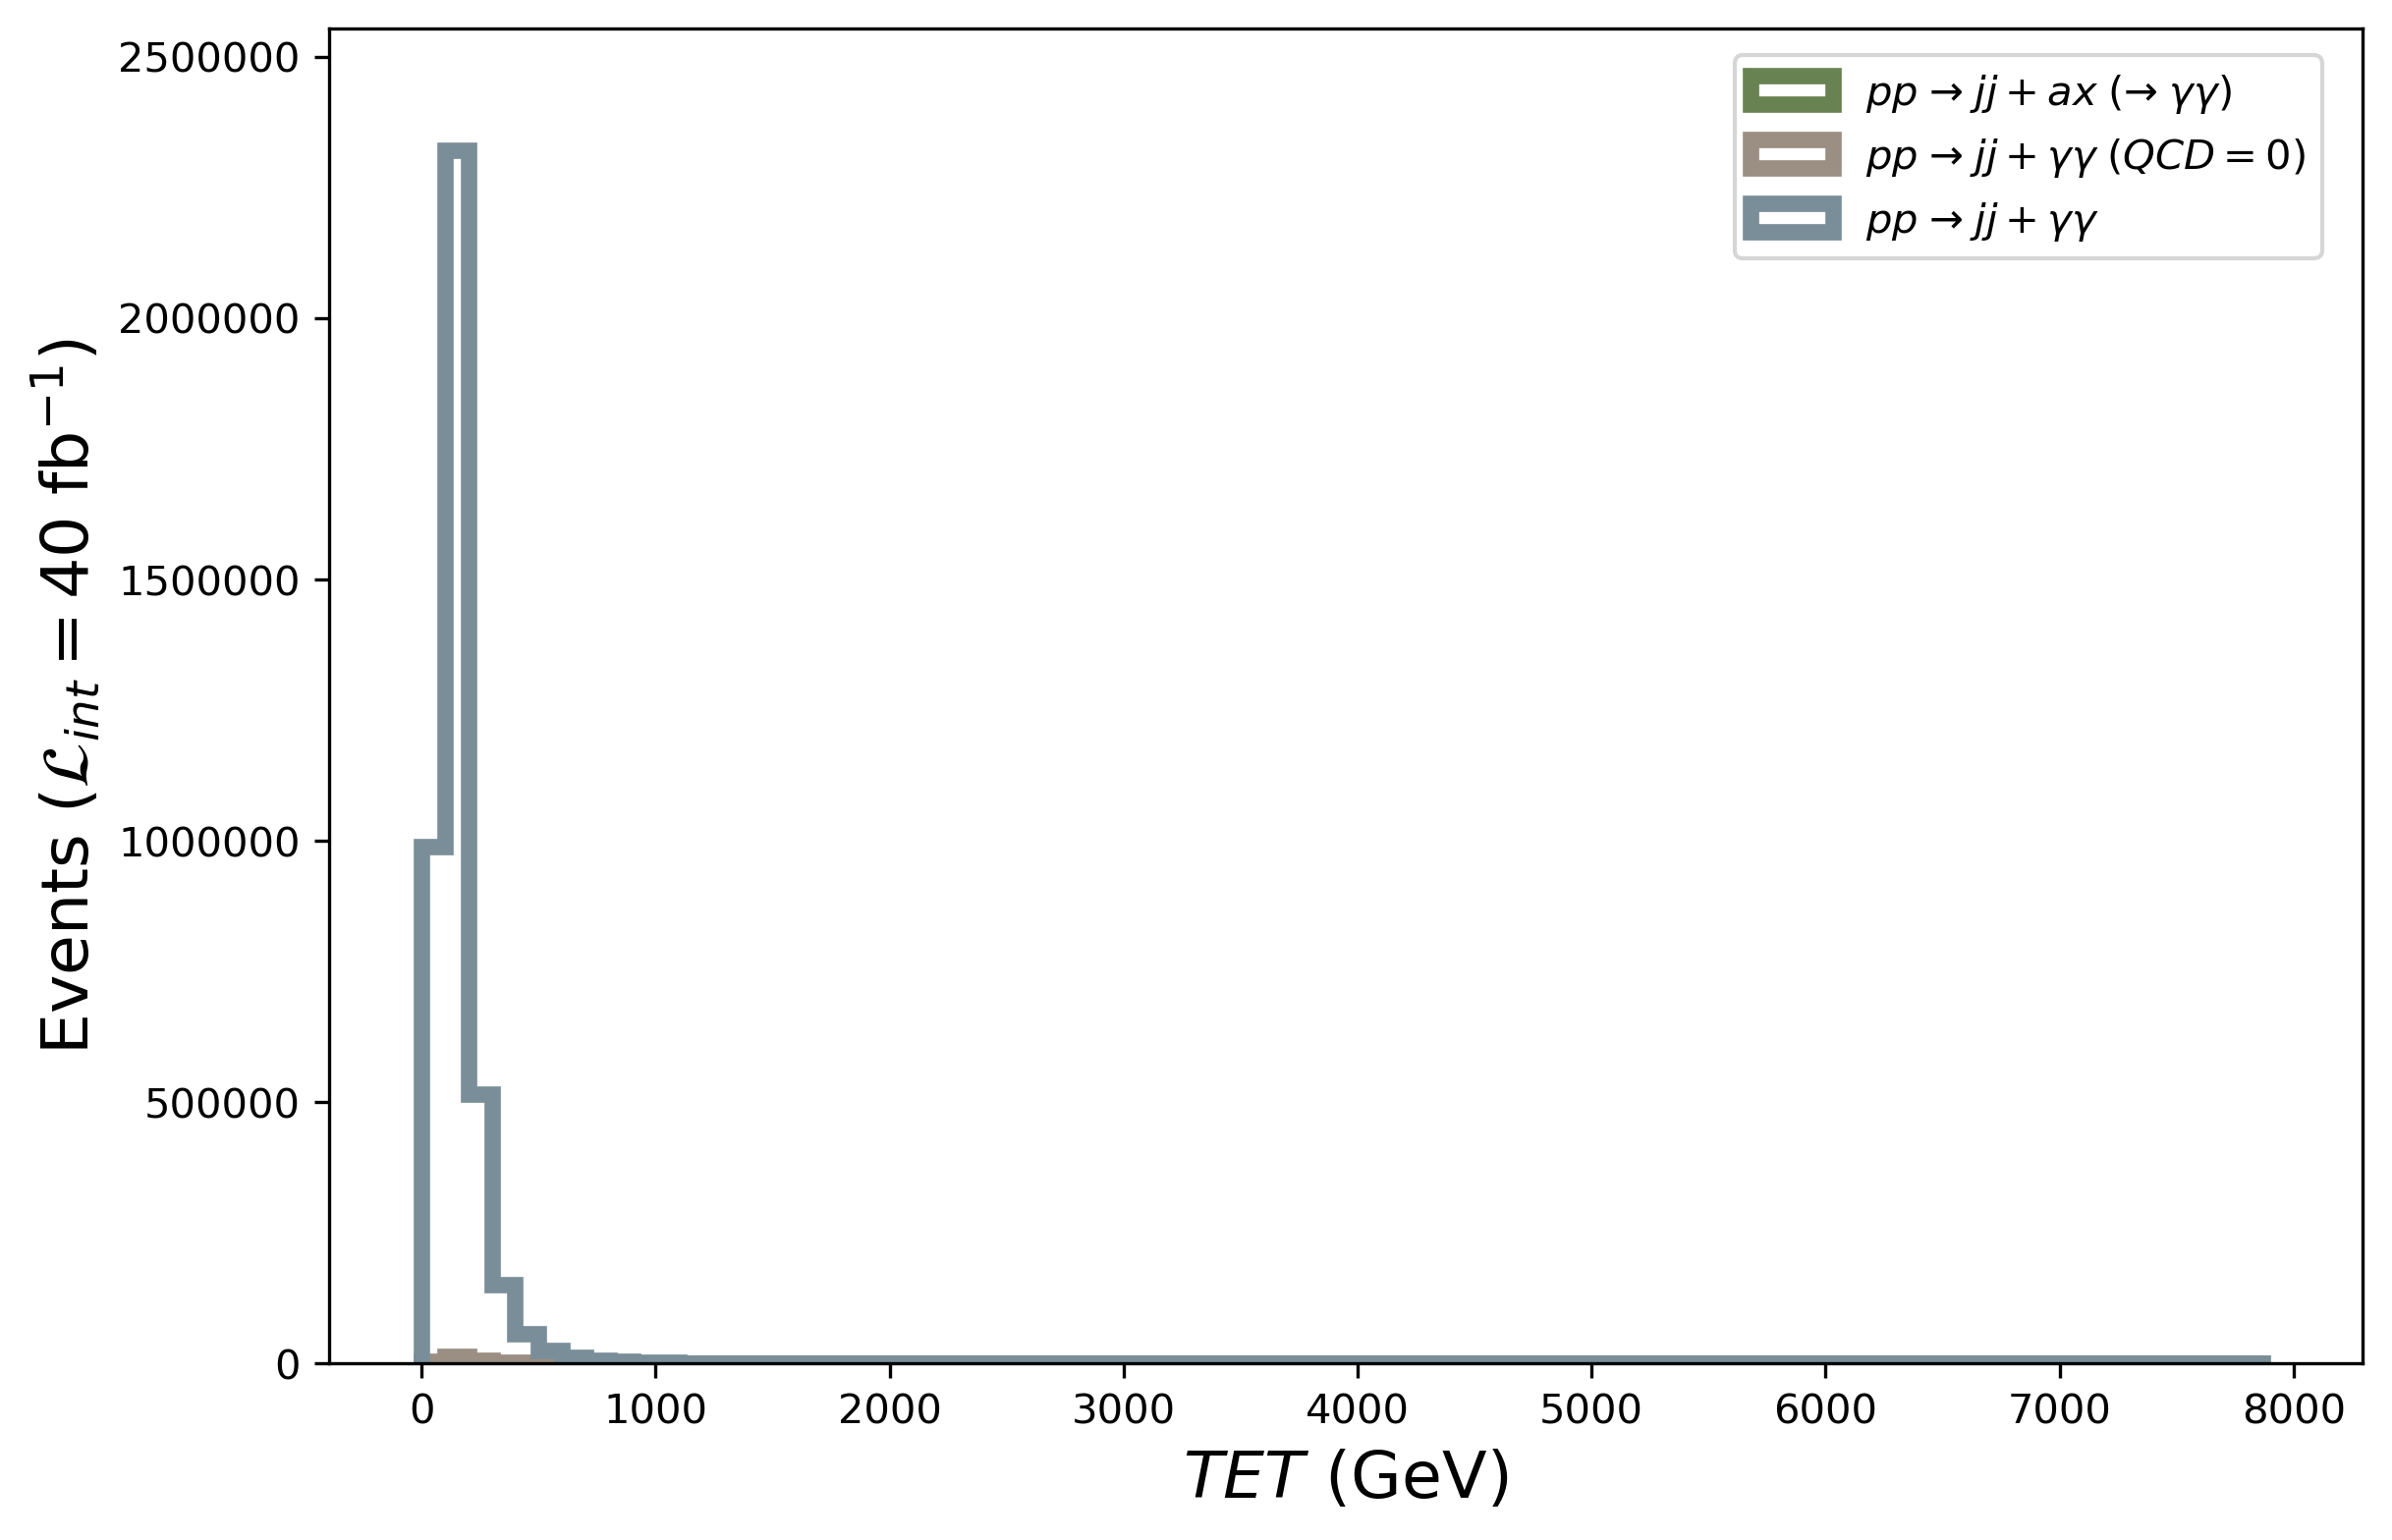 2500000
2000000
1500000
1000000
500000
0
Events (ℒ_int = 40 fb⁻¹)
pp → jj + ax (→ γγ)
pp → jj + γγ (QCD = 0)
pp → jj + γγ
0 1000 2000 3000 4000 5000 6000 7000 8000
TET (GeV)